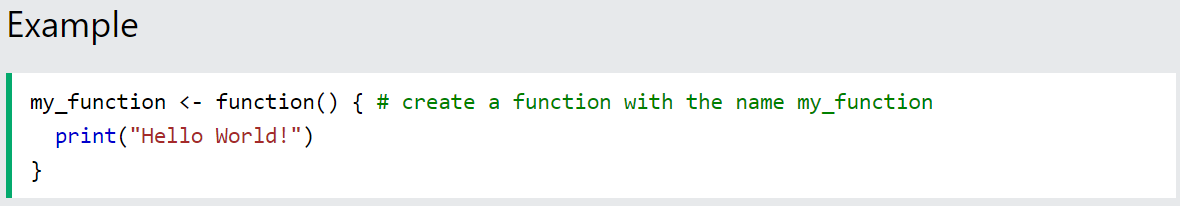 Example
my_function <- function() { # create a function with the name my_function
  print("Hello World!")
}